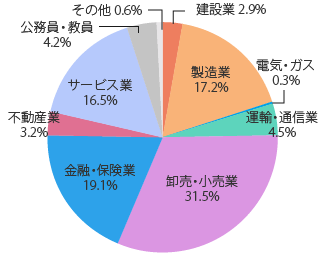 その他 0.6%
建設業 2.9%
公務員・教員
4.2%
製造業
17.2%
電気・ガス
0.3%
サービス業
16.5%
運輸・通信業
4.5%
不動産業
3.2%
金融・保険業
19.1%
卸売・小売業
31.5%